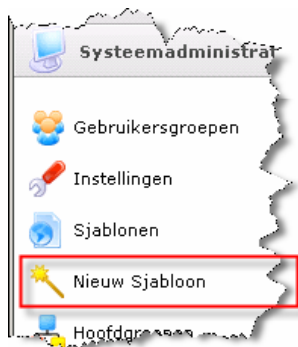 Systeemadministrat
Gebruikersgroepen
Instellingen
Sjablonen
Nieuw Sjabloon
Hoofdgroepen